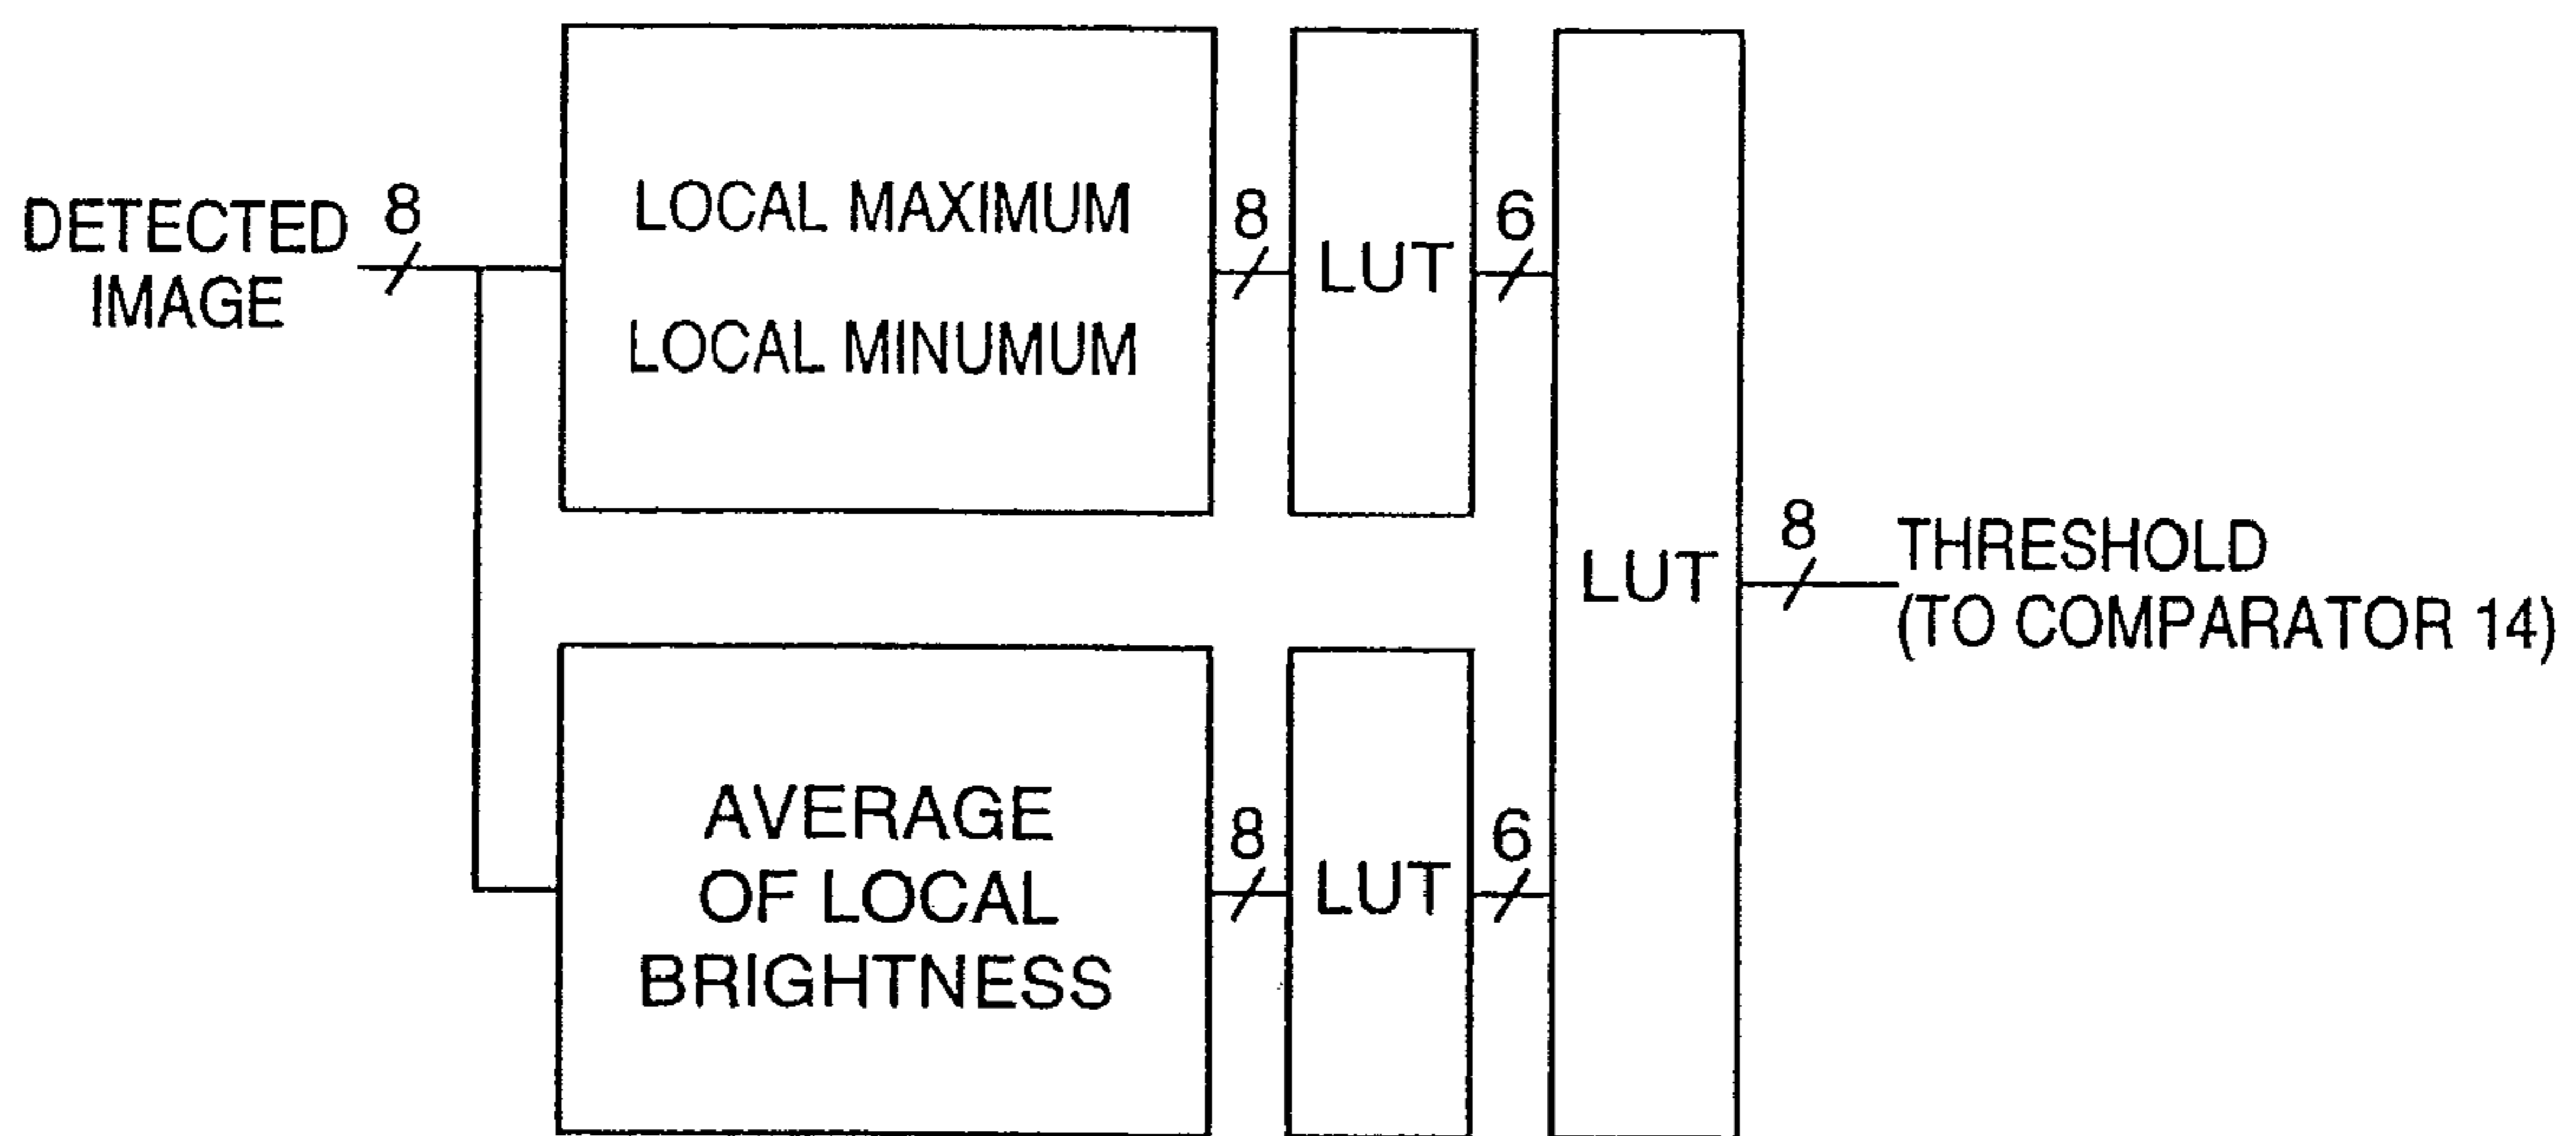 DETECTED
IMAGE
8
LOCAL MAXIMUM
LOCAL MINUMUM
8
LUT
6
AVERAGE
OF LOCAL
BRIGHTNESS
8
LUT
6
LUT
8
THRESHOLD
(TO COMPARATOR 14)